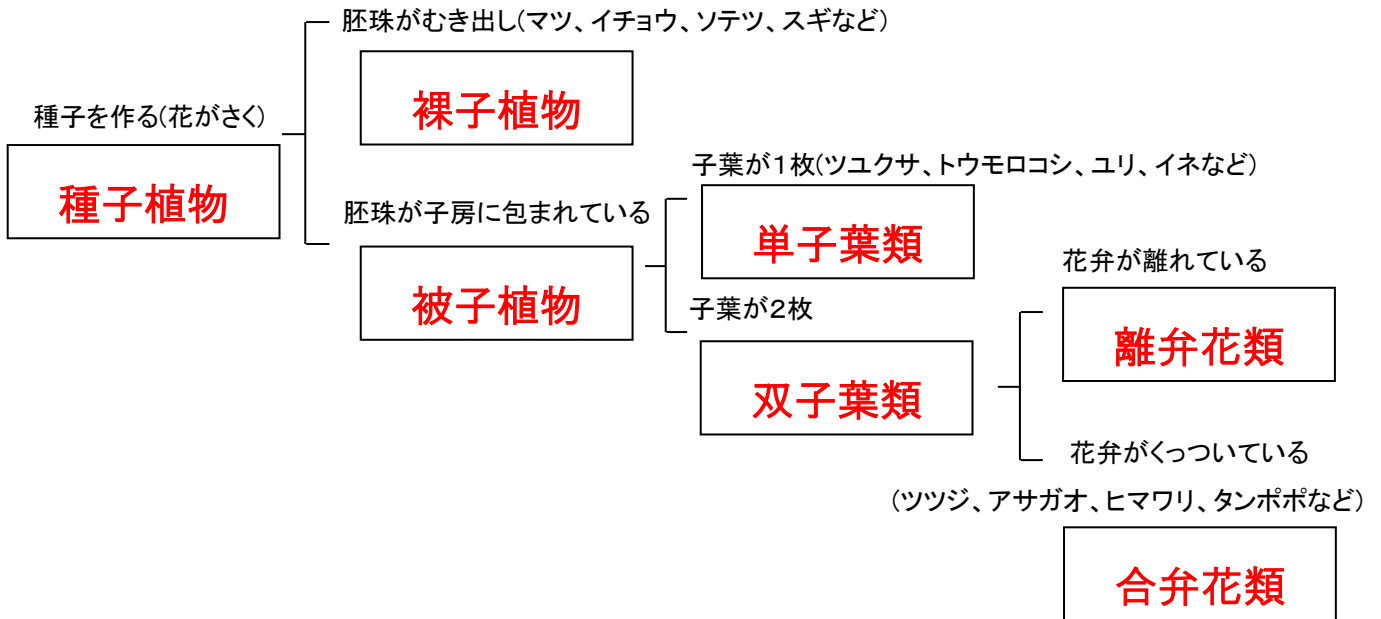 胚珠がむき出し(マツ、イチョウ、ソテツ、スギなど)
裸子植物
種子を作る(花がさく)
種子植物
子葉が１枚(ツユクサ、トウモロコシ、ユリ、イネなど)
単子葉類
胚珠が子房に包まれている
被子植物
子葉が２枚
双子葉類
花弁が離れている
離弁花類
花弁がくっついている
(ツツジ、アサガオ、ヒマワリ、タンポポなど)
合弁花類